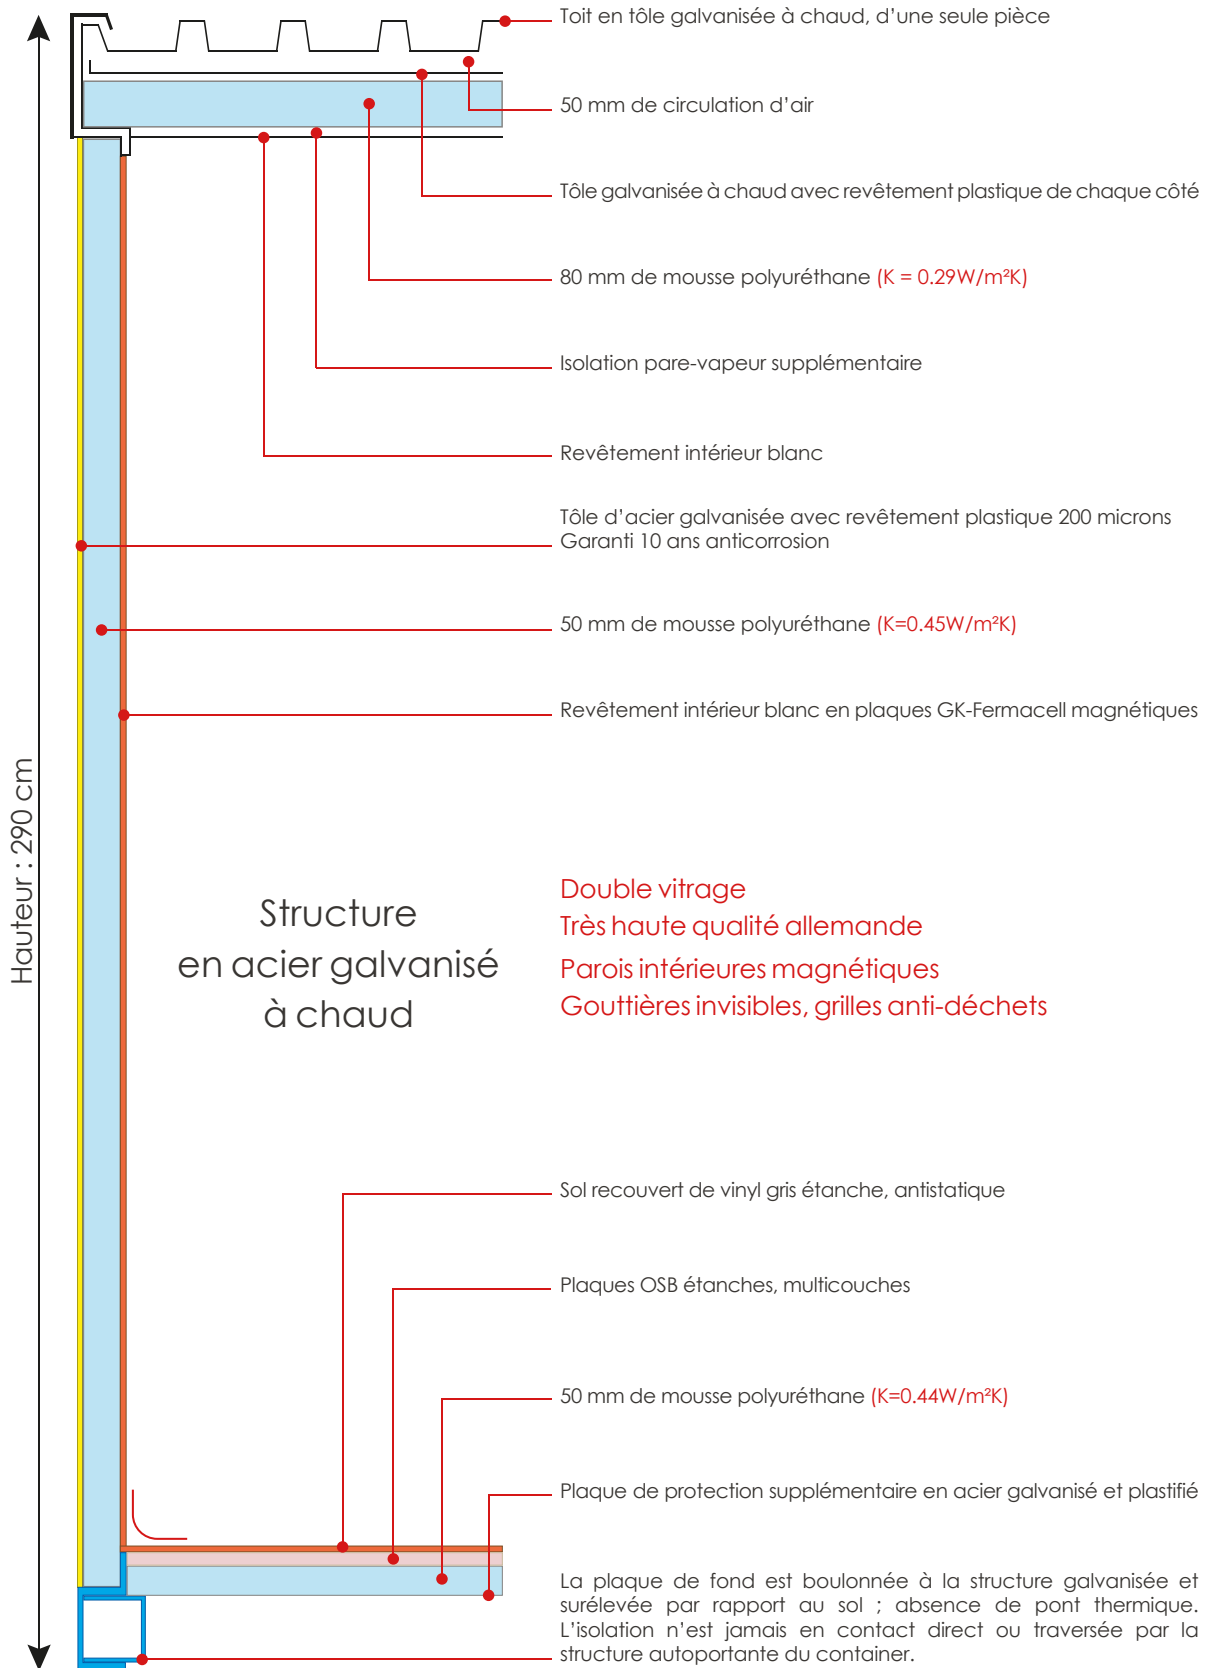 Toit en tôle galvanisée à chaud, d’une seule pièce
50 mm de circulation d’air
Tôle galvanisée à chaud avec revêtement plastique de chaque côté
80 mm de mousse polyuréthane (K = 0.29W/m²K)
Isolation pare-vapeur supplémentaire
Revêtement intérieur blanc
Tôle d’acier galvanisée avec revêtement plastique 200 microns
Garanti 10 ans anticorrosion
50 mm de mousse polyuréthane (K=0.45W/m²K)
Revêtement intérieur blanc en plaques GK-Fermacell magnétiques
Hauteur : 290 cm
Structure
en acier galvanisé
à chaud
Double vitrage
Très haute qualité allemande
Parois intérieures magnétiques
Gouttières invisibles, grilles anti-déchets
Sol recouvert de vinyl gris étanche, antistatique
Plaques OSB étanches, multicouches
50 mm de mousse polyuréthane (K=0.44W/m²K)
Plaque de protection supplémentaire en acier galvanisé et plastifié
La plaque de fond est boulonnée à la structure galvanisée et
surélevée par rapport au sol ; absence de pont thermique.
L’isolation n’est jamais en contact direct ou traversée par la
structure autoportante du container.